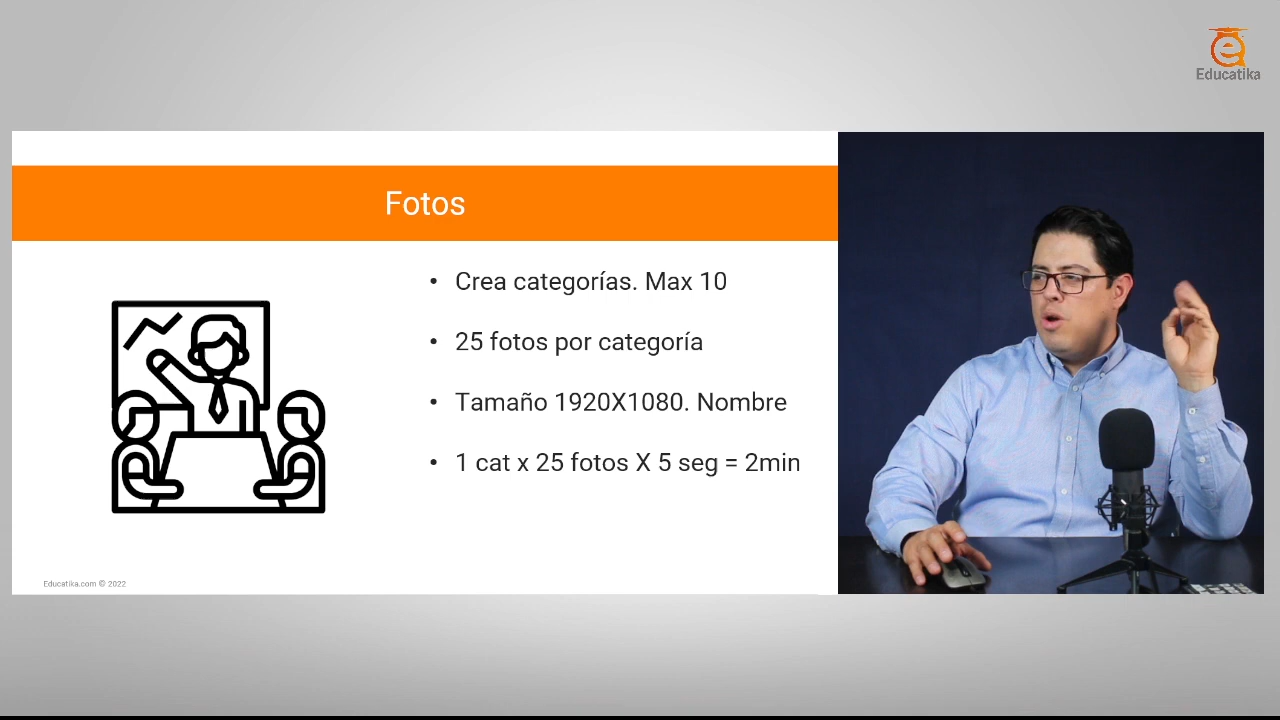 Educatika
Fotos
• Crea categorías. Max 10
• 25 fotos por categoría
• Tamaño 1920X1080. Nombre
• 1 cat x 25 fotos X 5 seg = 2min
Educatika.com © 2022